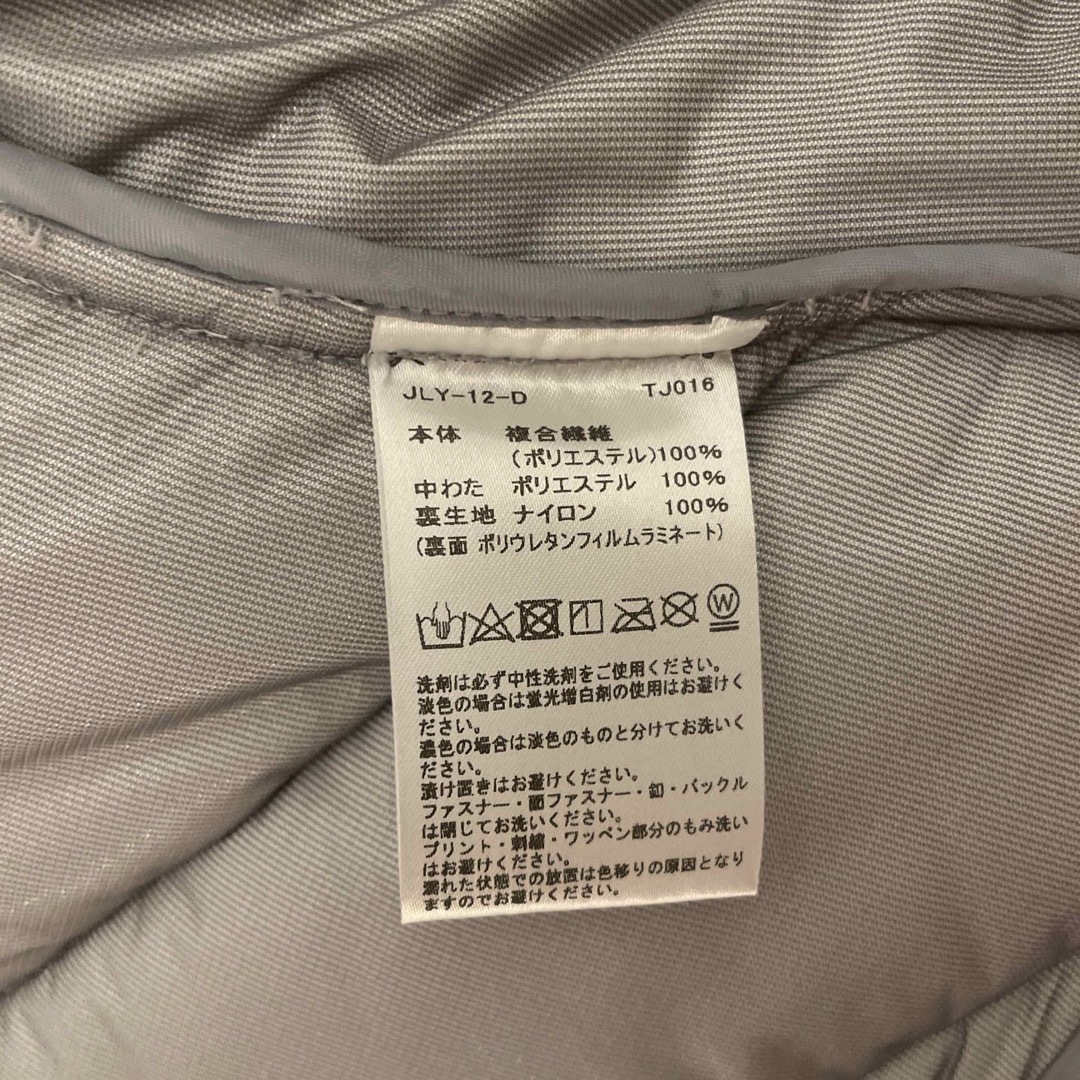 JLY-12-D TJ016
本体 複合繊維
(ポリエステル)100%
中わた ポリエステル 100%
裏生地 ナイロン 100%
(裏面 ポリウレタンフィルムラミネート)
W
洗剤は必ず中性洗剤をご使用ください。
淡色の場合は蛍光増白剤の使用はお避けく
ださい。
濃色の場合は淡色のものと分けてお洗いく
ださい。
漬け置きはお避けください。
ファスナー・面ファスナー・釦・バックル
は閉じてお洗いください。
プリント・刺繍・ワッペン部分のもみ洗い
はお避けください。
濡れた状態での放置は色移りの原因となり
ますのでお避けください。